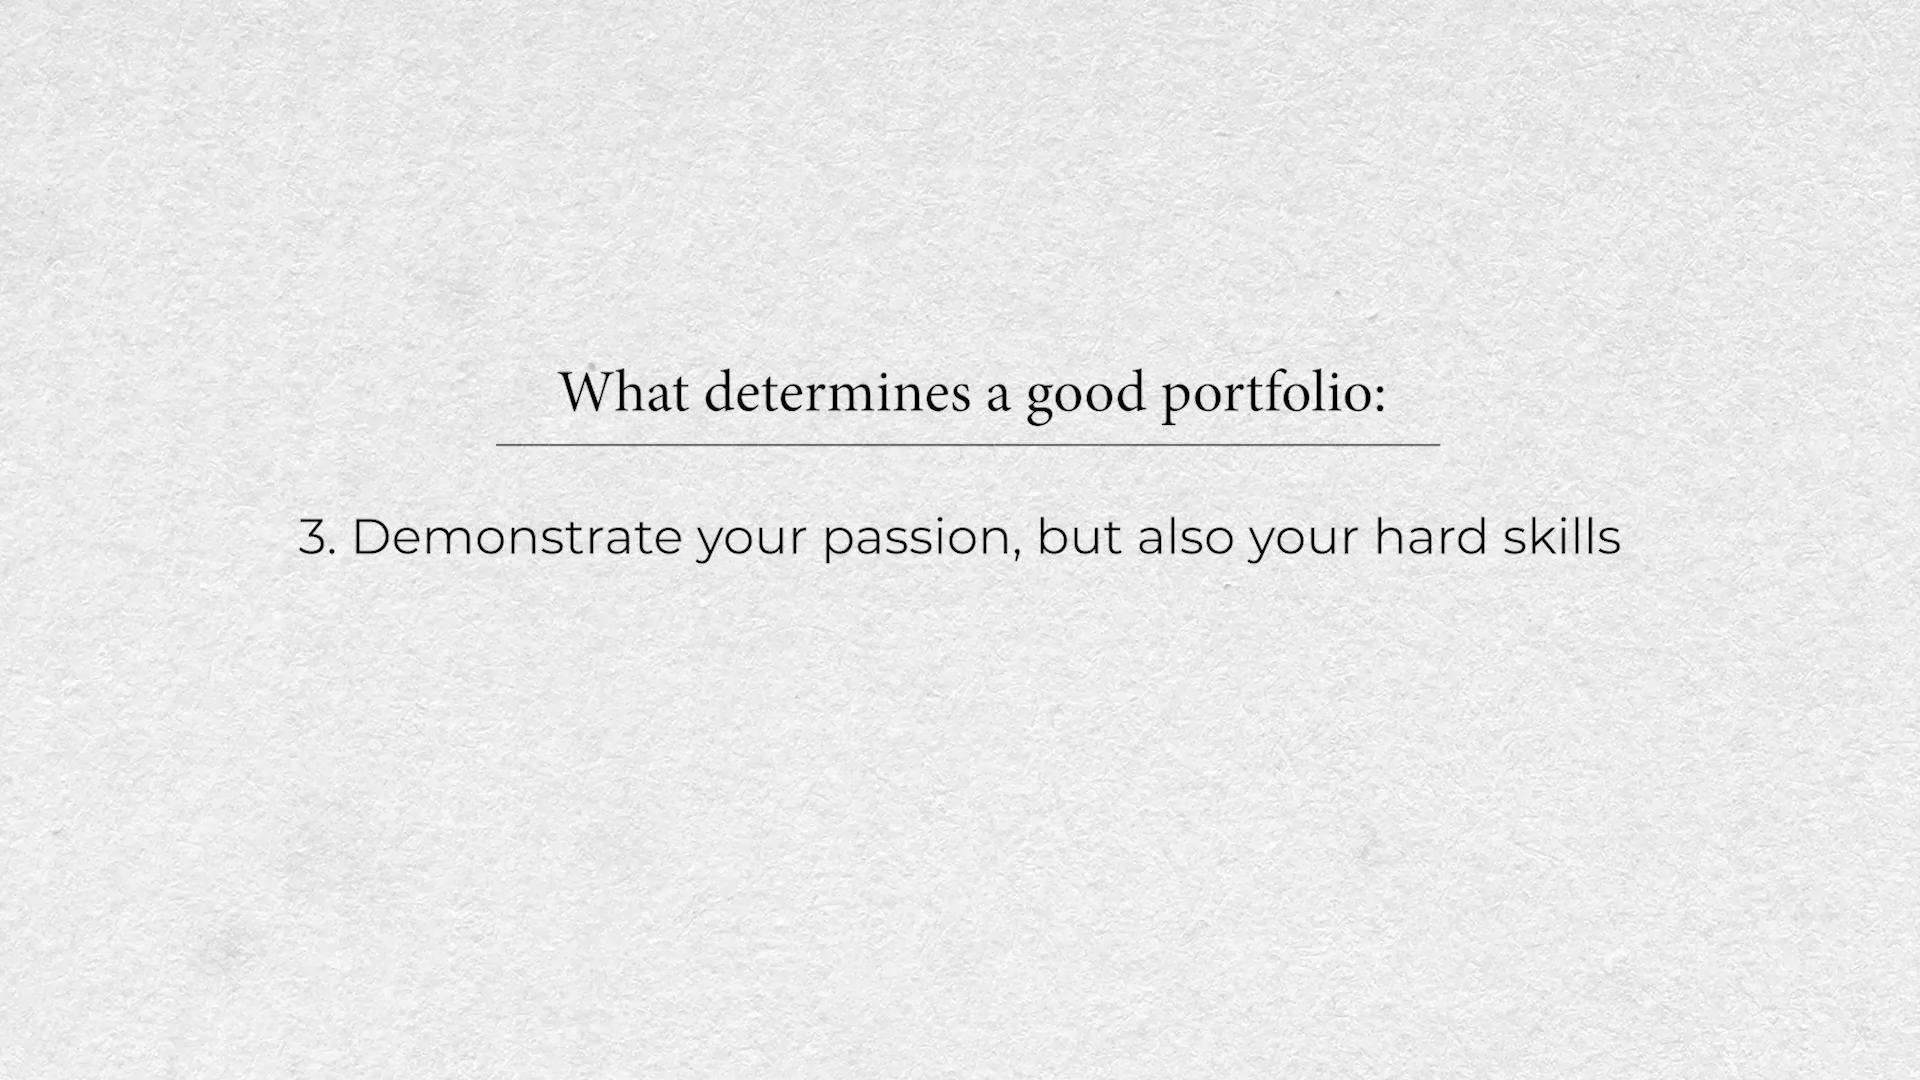 What determines a good portfolio:
3. Demonstrate your passion, but also your hard skills